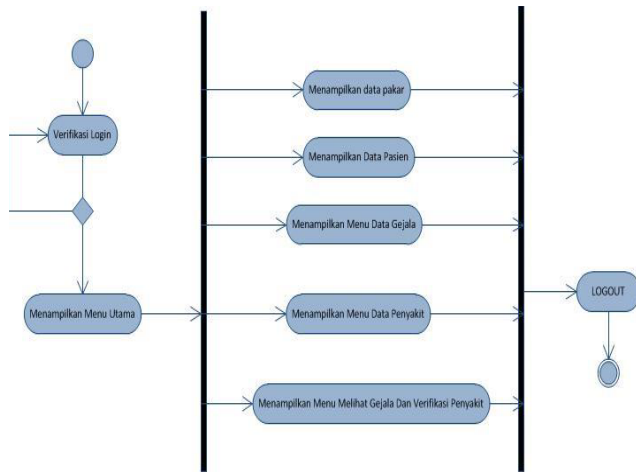 Verifikasi Login
Menampilkan Menu Utama
Menampilkan data pakar
Menampilkan Data Pasien
Menampilkan Menu Data Gejala
Menampilkan Menu Data Penyakit
Menampilkan Menu Melihat Gejala Dan Verifikasi Penyakit
LOGOUT